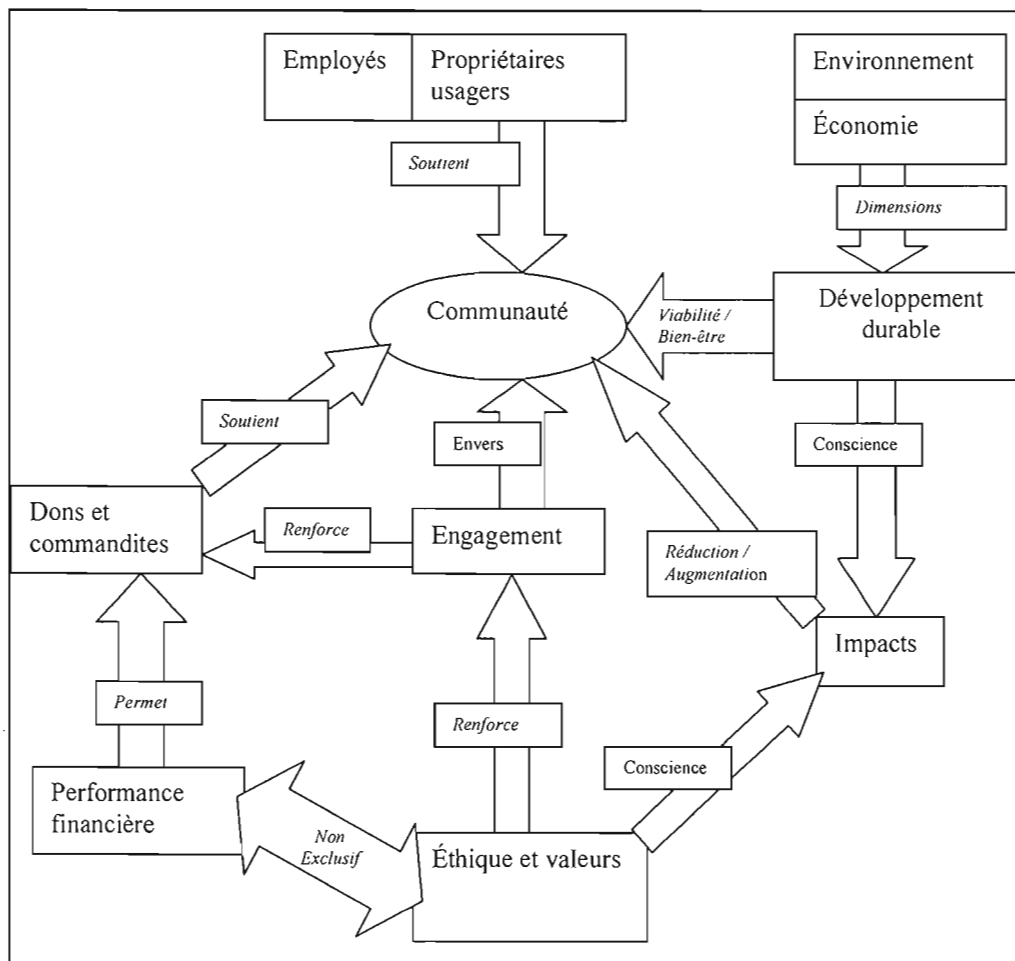 Employés
Propriétaires
usagers
Environnement
Économie
Soutient
Dimensions
Communauté
Viabilité /
Bien-être
Développement
durable
Soutient
Envers
Conscience
Dons et
commandites
Renforce
Engagement
Réduction /
Augmentation
Impacts
Permet
Renforce
Conscience
Performance
financière
Non
Exclusif
Éthique et valeurs